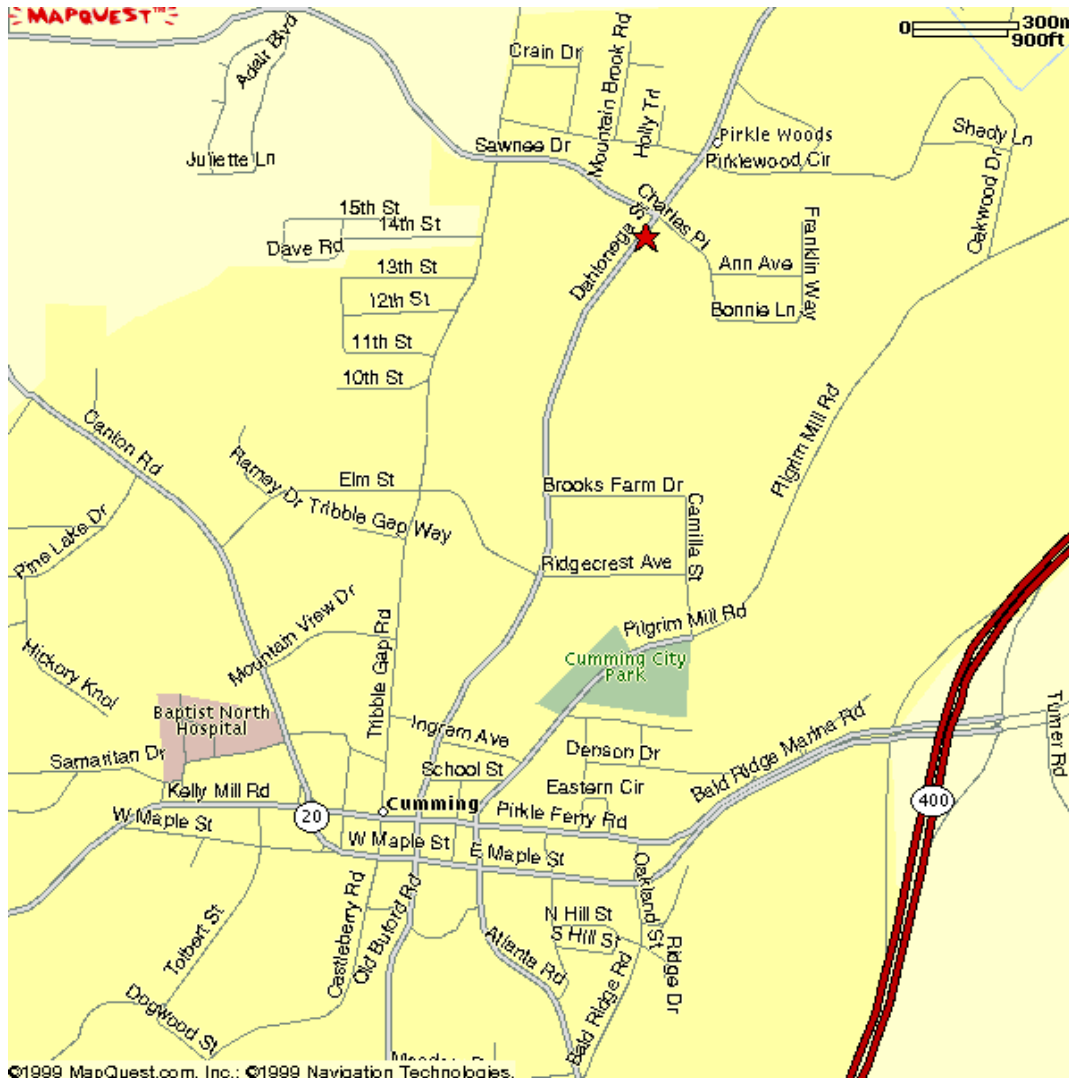 MAPQUEST™
0 300m
900ft
Crain Dr
Mountain Brook Rd
Holly Trl
Adair Blvd
Juliette Ln
Sawnee Dr
Pirkle Woods
Pirklewood Cir
Shady Ln
Oakwood Dr
Charles Pl
Franklin Way
15th St
14th St
Dave Rd
Dahlonega St
13th St
Ann Ave
12th St
Bonnie Ln
11th St
10th St
Canton Rd
Pilgrim Mill Rd
Ramey Dr
Elm St
Brooks Farm Dr
Tribble Gap Way
Camilla St
Pine Lake Dr
Ridgecrest Ave
Mountain View Dr
Pilgrim Mill Rd
Hickory Knol
Tribble Gap Rd
Cumming City
Park
Baptist North
Hospital
Ingram Ave
Turner Rd
Samaritan Dr
Denson Dr
Bald Ridge Marina Rd
School St
Eastern Cir
Kelly Mill Rd
Cumming
400
20
Pirkle Ferry Rd
W Maple St
W Maple St
E Maple St
Oakland St
Castleberry Rd
Old Buford Rd
N Hill St
S Hill St
Tolbert St
Atlanta Rd
Ridge Dr
Bald Ridge Rd
Dogwood St
©1999 MapQuest.com, Inc.; ©1999 Navigation Technologies.